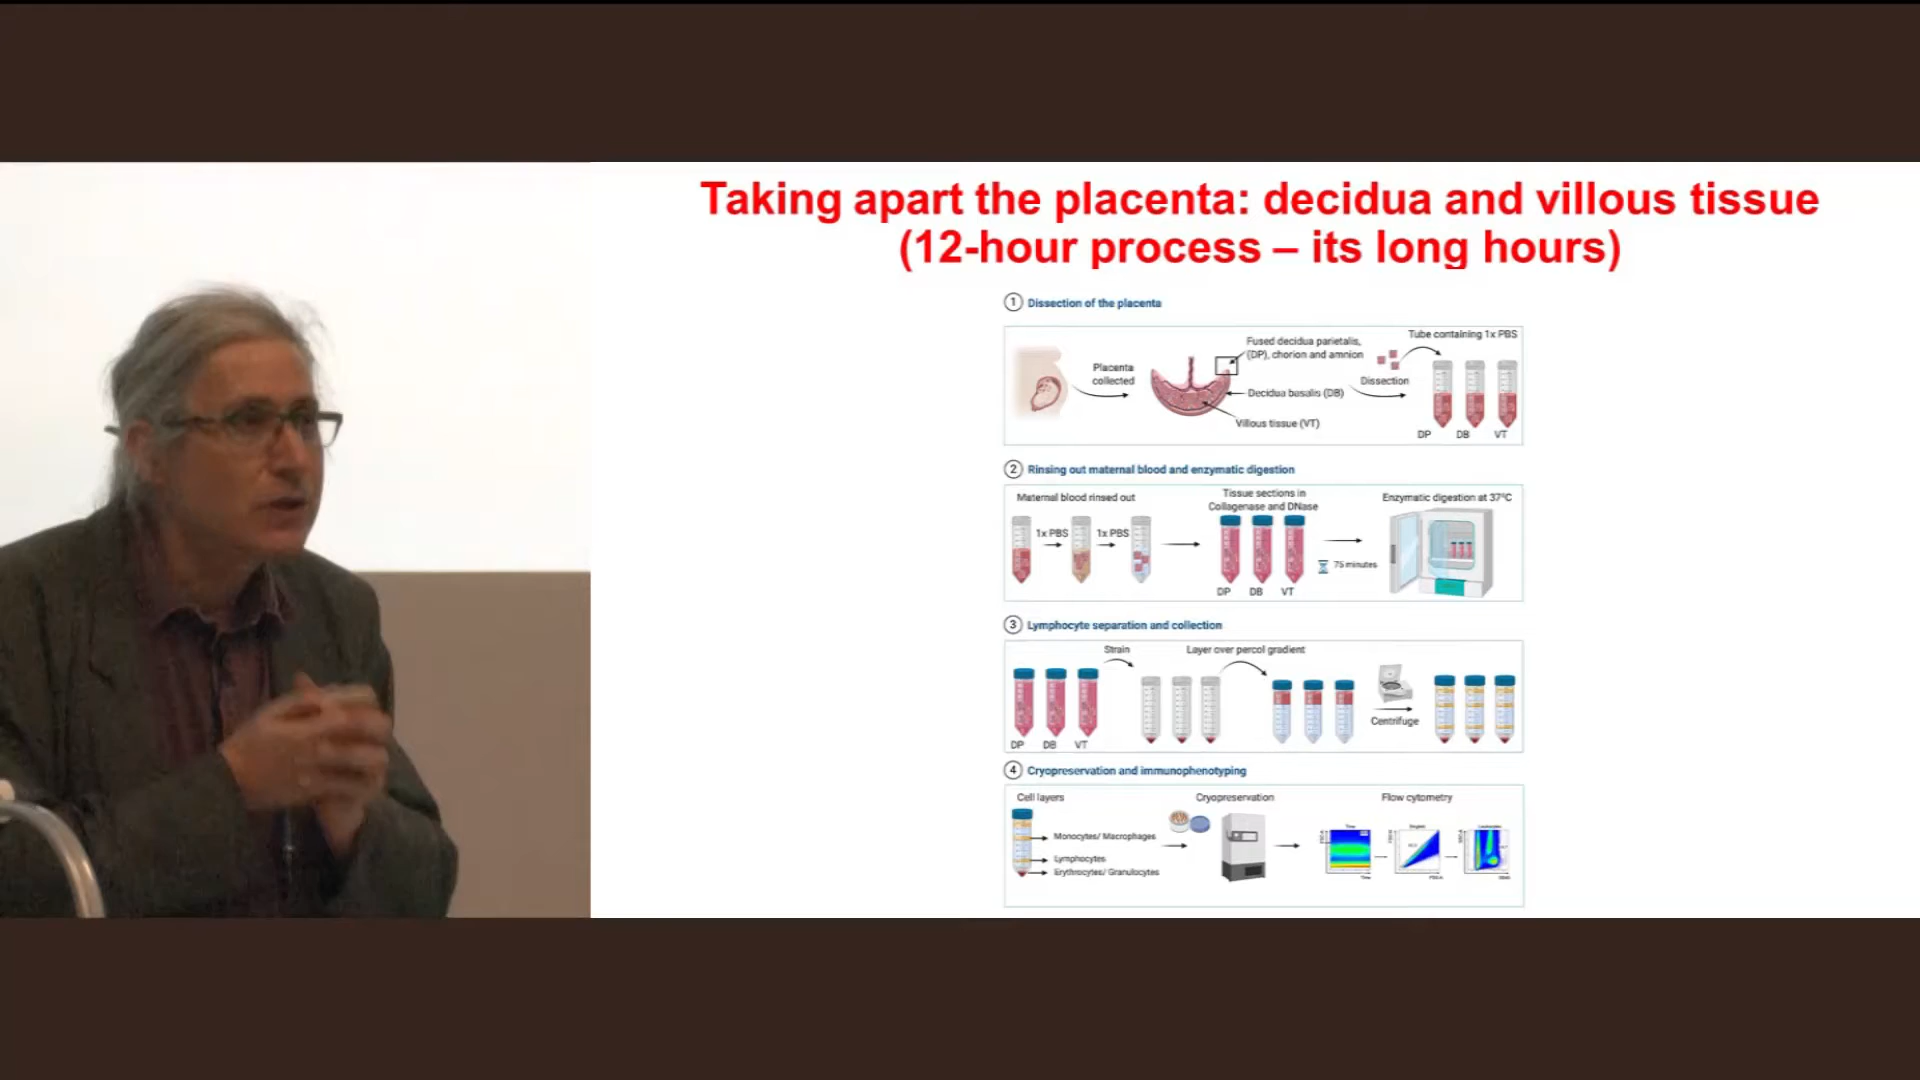 Taking apart the placenta: decidua and villous tissue
(12-hour process – its long hours)
1 Dissection of the placenta
Placenta
collected
Fused decidua parietalis,
(DP), chorion and amnion
Decidua basalis (DB)
Villous tissue (VT)
Dissection
Tube containing 1x PBS
DP DB VT
2 Rinsing out maternal blood and enzymatic digestion
Maternal blood rinsed out
1x PBS 1x PBS
Tissue sections in
Collagenase and DNase
DP DB VT
75 minutes
Enzymatic digestion at 37°C
3 Lymphocyte separation and collection
Strain
Layer over percol gradient
Centrifuge
DP DB VT
4 Cryopreservation and immunophenotyping
Cell layers
Monocytes/ Macrophages
Lymphocytes
Erythrocytes/ Granulocytes
Cryopreservation
Flow cytometry
Time